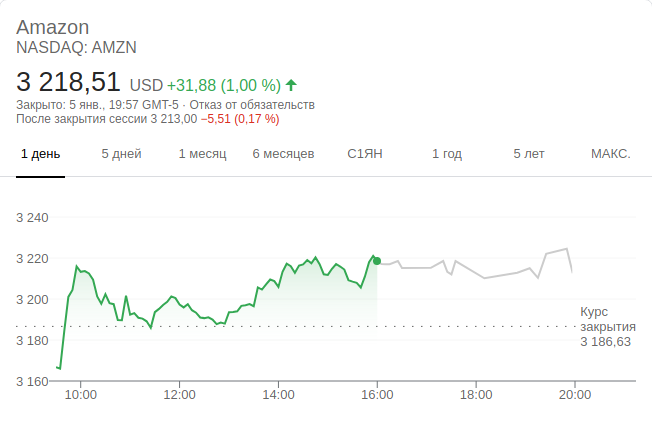 Amazon
NASDAQ: AMZN
3 218,51 USD +31,88 (1,00 %)
Закрыто: 5 янв., 19:57 GMT-5 · Отказ от обязательств
После закрытия сессии 3 213,00 −5,51 (0,17 %)
1 день 5 дней 1 месяц 6 месяцев С1ЯН 1 год 5 лет МАКС.
3 240
3 220
3 200
Курс
закрытия
3 180
3 186,63
3 160
10:00 12:00 14:00 16:00 18:00 20:00